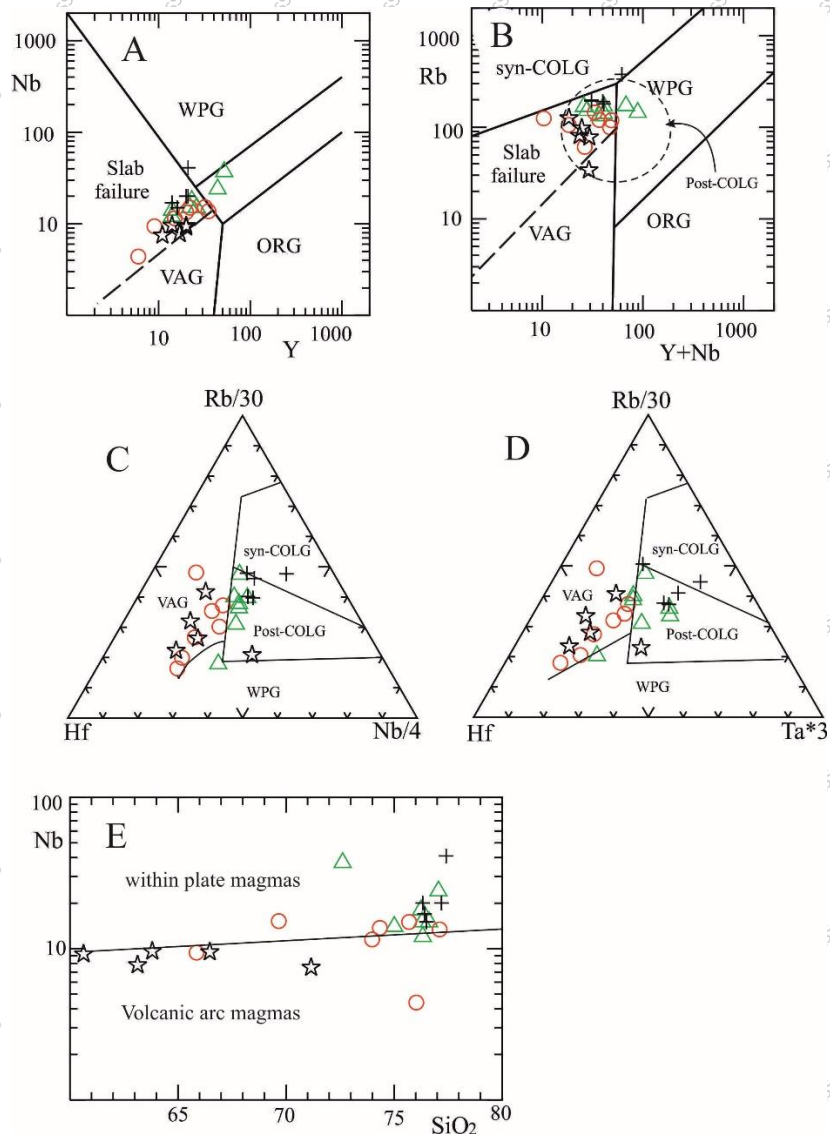 A
1000
Nb
100
10
WPG
Slab
failure
VAG
ORG
10
100
1000
Y
B
1000
Rb
100
10
syn-COLG
WPG
Slab
failure
Post-COLG
VAG
ORG
10
100
1000
Y+Nb
Rb/30
C
syn-COLG
VAG
Post-COLG
WPG
Hf
Nb/4
Rb/30
D
syn-COLG
VAG
Post-COLG
WPG
Hf
Ta*3
100
Nb
E
within plate magmas
10
Volcanic arc magmas
65
70
75
80
SiO₂